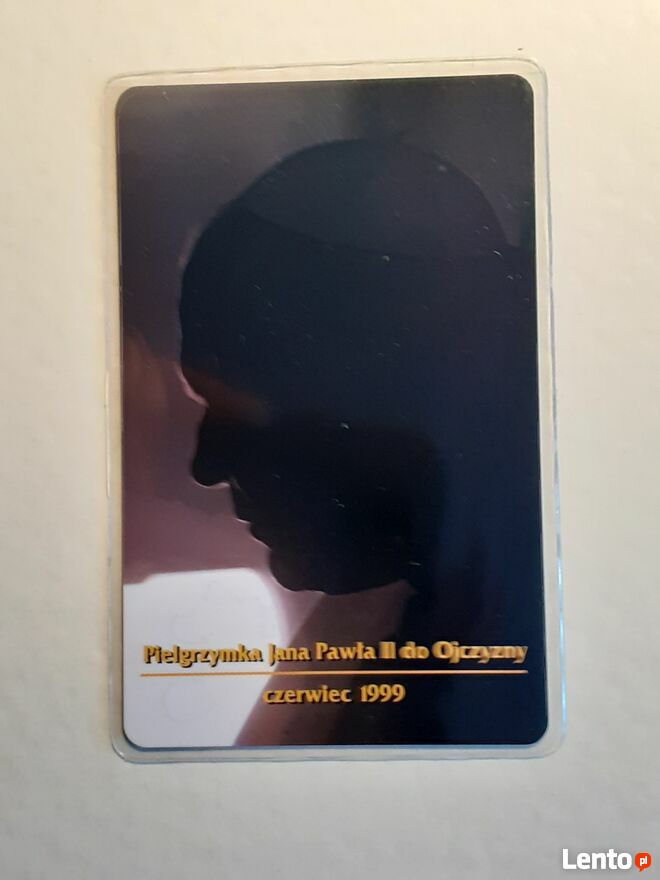 Pielgrzymka Jana Pawła II do Ojczyzny
czerwiec 1999
Lento pl